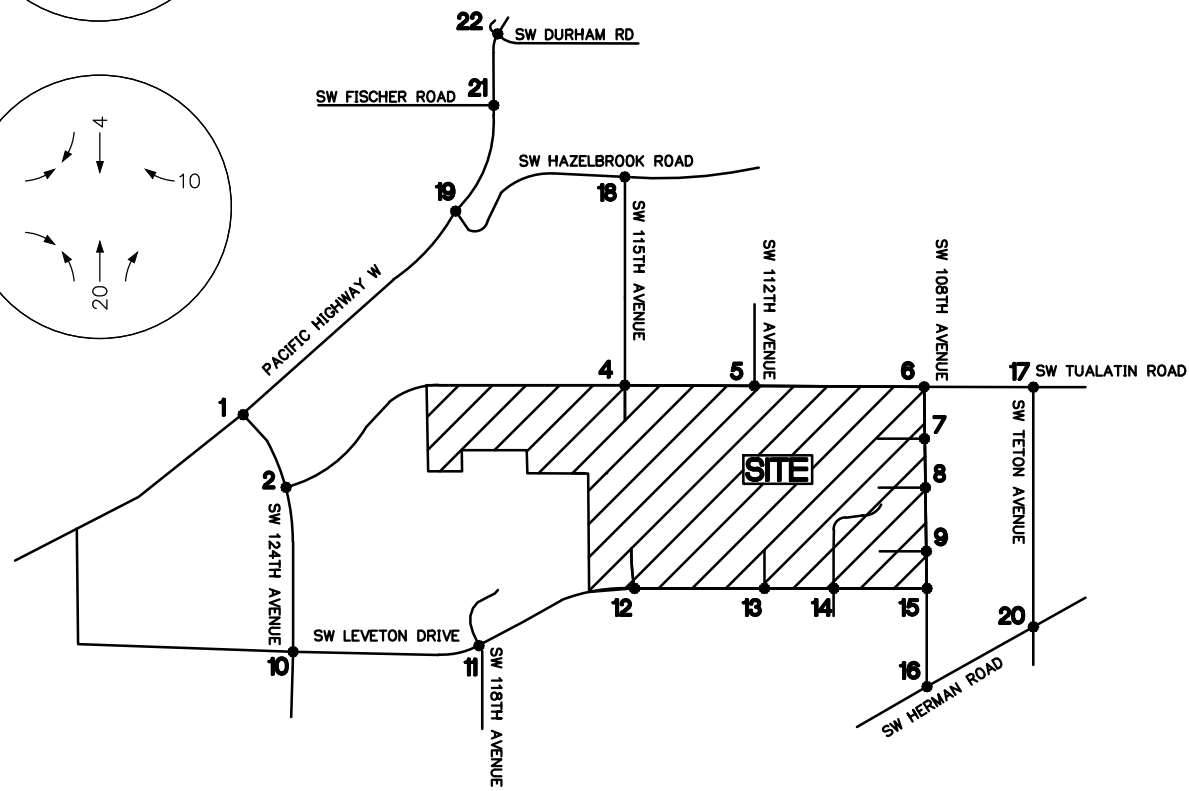 22
SW DURHAM RD
21
SW FISCHER ROAD
4
10
20
19
SW HAZELBROOK ROAD
18
SW 115TH AVENUE
SW 112TH AVENUE
SW 108TH AVENUE
PACIFIC HIGHWAY W
4
5
6
17
SW TUALATIN ROAD
1
7
SW TETON AVENUE
SITE
2
8
SW 124TH AVENUE
9
12
13
14
15
20
SW LEVETON DRIVE
10
11
SW 118TH AVENUE
16
SW HERMAN ROAD